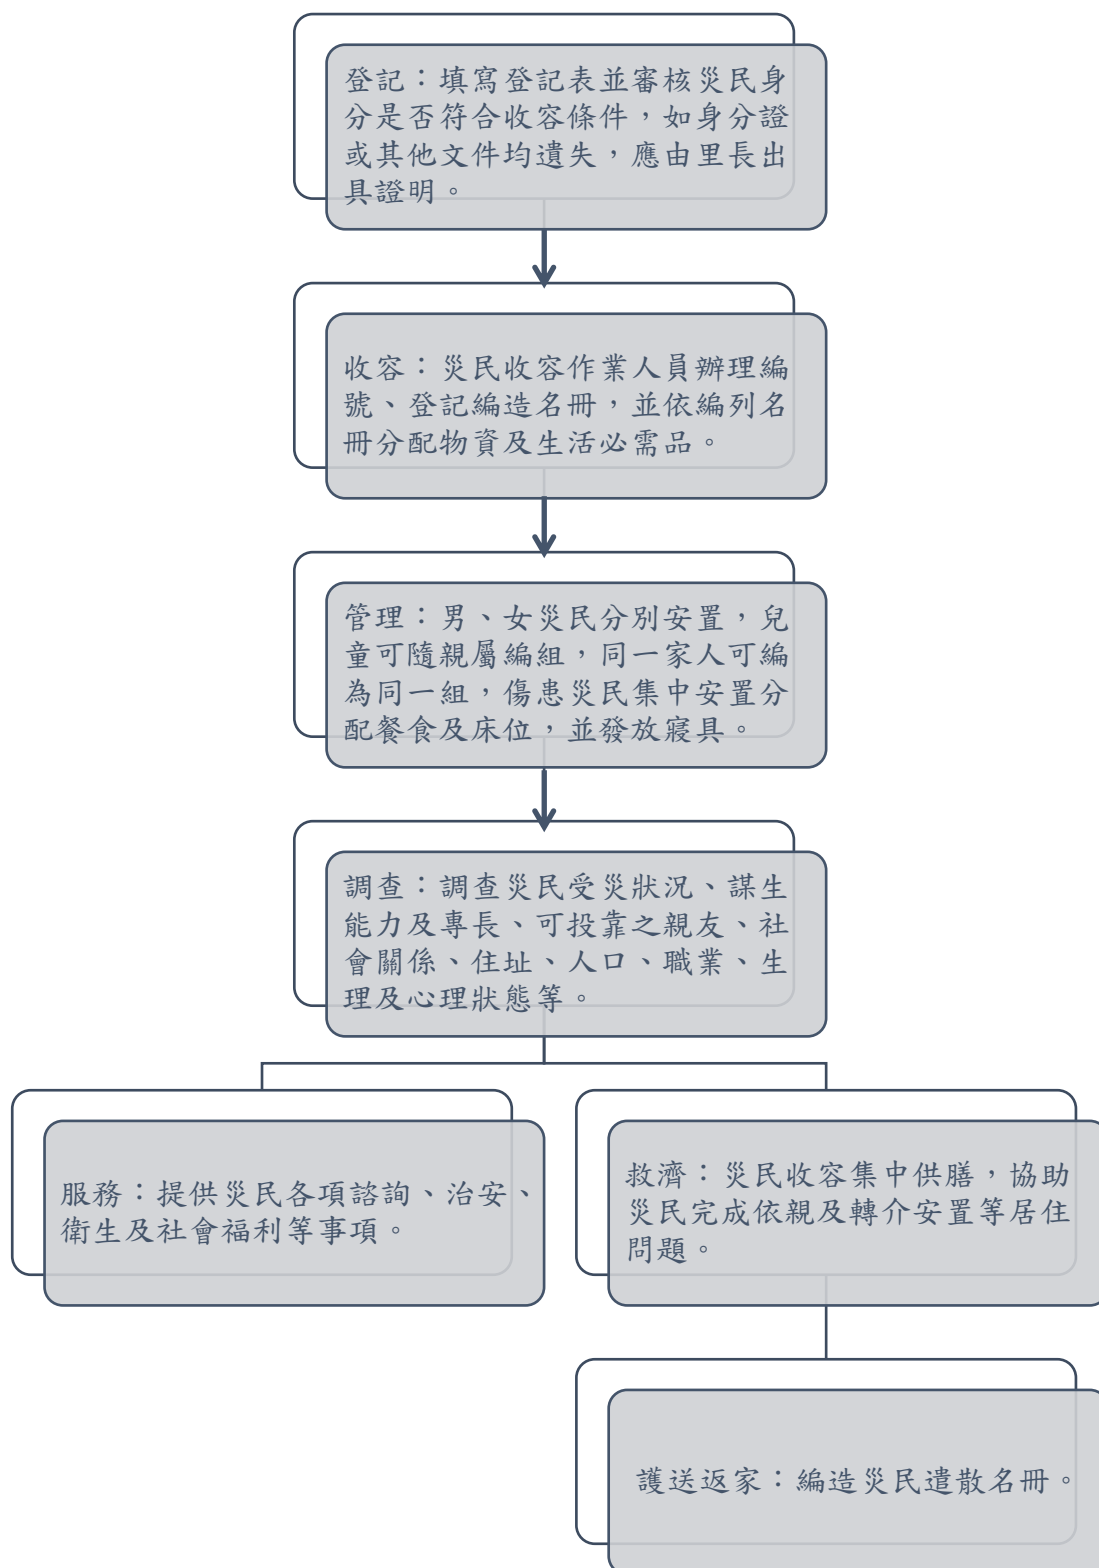 登記：填寫登記表並審核災民身
分是否符合收容條件，如身分證
或其他文件均遺失，應由里長出
具證明。
收容：災民收容作業人員辦理編
號、登記編造名冊，並依編列名
冊分配物資及生活必需品。
管理：男、女災民分別安置，兒
童可隨親屬編組，同一家人可編
為同一組，傷患災民集中安置分
配餐食及床位，並發放寢具。
調查：調查災民受災狀況、謀生
能力及專長、可投靠之親友、社
會關係、住址、人口、職業、生
理及心理狀態等。
服務：提供災民各項諮詢、治安、
衛生及社會福利等事項。
救濟：災民收容集中供膳，協助
災民完成依親及轉介安置等居住
問題。
護送返家：編造災民遣散名冊。